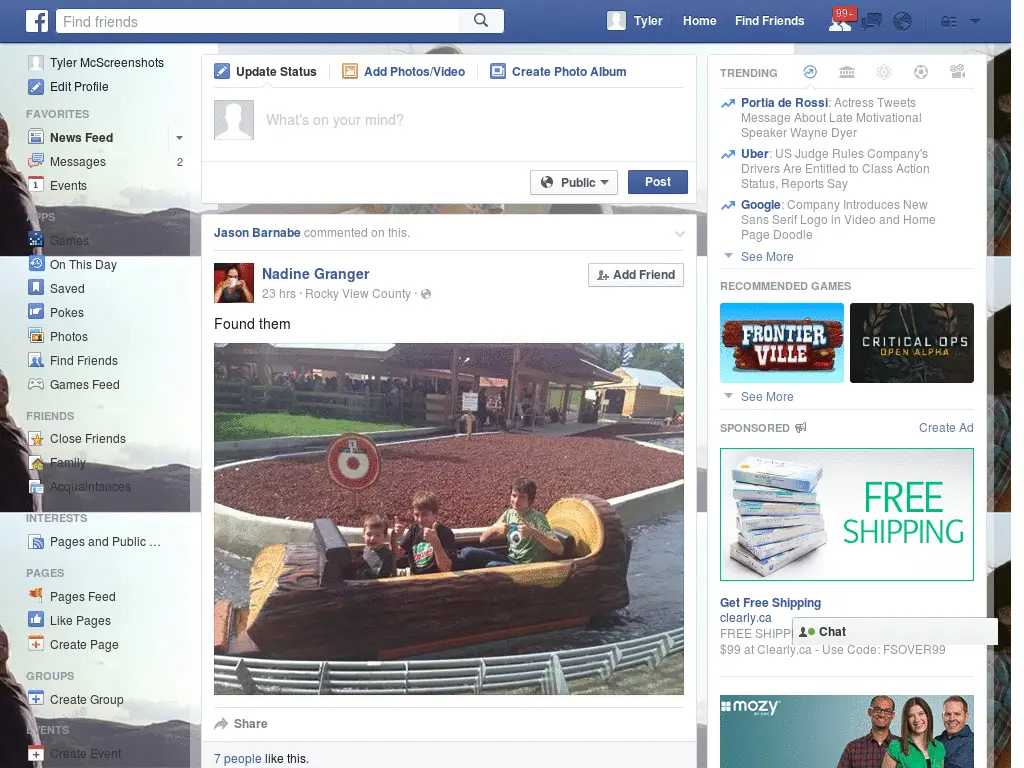 Find friends
Tyler
Home
Find Friends
99+
Tyler McScreenshots
Edit Profile
FAVORITES
News Feed
Messages 2
1 Events
APPS
Games
On This Day
Saved
Pokes
Photos
Find Friends
Games Feed
FRIENDS
Close Friends
Family
Acquaintances
INTERESTS
Pages and Public ...
PAGES
Pages Feed
Like Pages
Create Page
GROUPS
Create Group
EVENTS
Create Event
Update Status
Add Photos/Video
Create Photo Album
What's on your mind?
Public
Post
Jason Barnabe commented on this.
Nadine Granger
Add Friend
23 hrs · Rocky View County ·
Found them
Share
7 people like this.
TRENDING
Portia de Rossi: Actress Tweets
Message About Late Motivational
Speaker Wayne Dyer
Uber: US Judge Rules Company's
Drivers Are Entitled to Class Action
Status, Reports Say
Google: Company Introduces New
Sans Serif Logo in Video and Home
Page Doodle
See More
RECOMMENDED GAMES
FRONTIER
VILLE
CRITICAL OPS
OPEN ALPHA
See More
SPONSORED
Create Ad
FREE
SHIPPING
Get Free Shipping
clearly.ca
FREE SHIPP
Chat
$99 at Clearly.ca - Use Code: FSOVER99
mozy